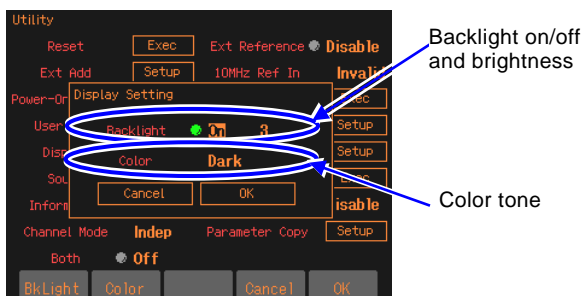 Utility
Reset Exec Ext Reference Disable
Ext Add Setup 10MHz Ref In Invalid
Power-On Display Setting Exec
User Backlight On 3 Setup
Disp Color Dark Setup
Sou Exec
Cancel OK
Inform isable
Channel Mode Indep Parameter Copy Setup
Both Off
BkLight Color Cancel OK
Backlight on/off
and brightness
Color tone